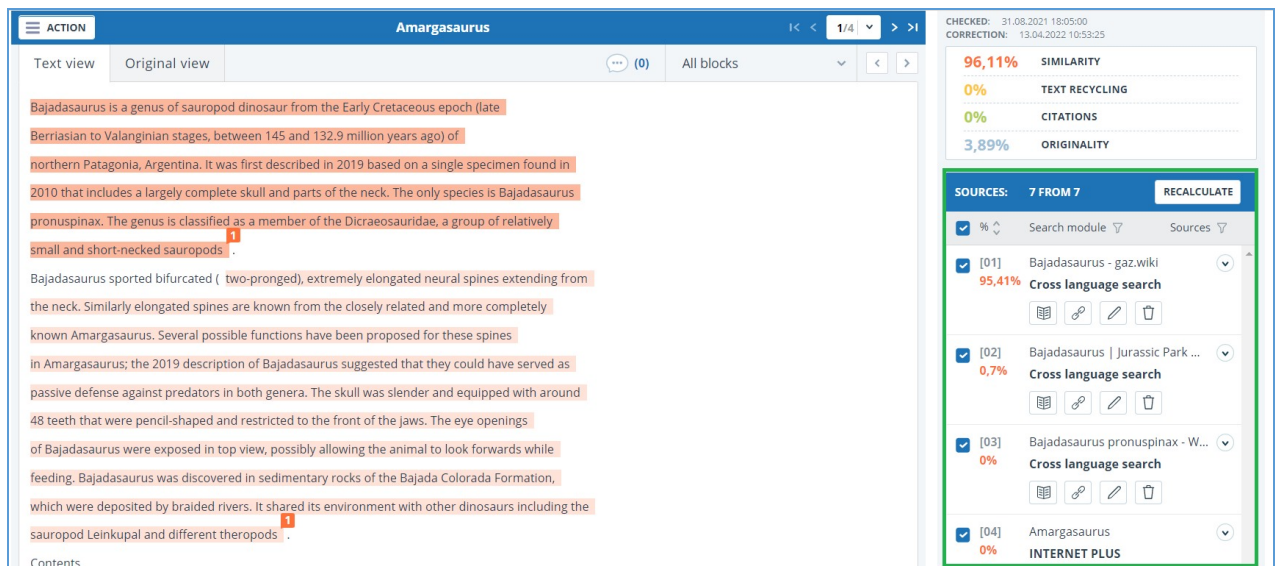 ACTION
Amargasaurus
1/4
Text view
Original view
(0)
All blocks
Bajadasaurus is a genus of sauropod dinosaur from the Early Cretaceous epoch (late
Berriasian to Valanginian stages, between 145 and 132.9 million years ago) of
northern Patagonia, Argentina. It was first described in 2019 based on a single specimen found in
2010 that includes a largely complete skull and parts of the neck. The only species is Bajadasaurus
pronuspinax. The genus is classified as a member of the Dicraeosauridae, a group of relatively
1
small and short-necked sauropods .
Bajadasaurus sported bifurcated ( two-pronged), extremely elongated neural spines extending from
the neck. Similarly elongated spines are known from the closely related and more completely
known Amargasaurus. Several possible functions have been proposed for these spines
in Amargasaurus; the 2019 description of Bajadasaurus suggested that they could have served as
passive defense against predators in both genera. The skull was slender and equipped with around
48 teeth that were pencil-shaped and restricted to the front of the jaws. The eye openings
of Bajadasaurus were exposed in top view, possibly allowing the animal to look forwards while
feeding. Bajadasaurus was discovered in sedimentary rocks of the Bajada Colorada Formation,
which were deposited by braided rivers. It shared its environment with other dinosaurs including the
1
sauropod Leinkupal and different theropods .
Contents
CHECKED: 31.08.2021 18:05:00
CORRECTION: 13.04.2022 10:53:25
96,11% SIMILARITY
0% TEXT RECYCLING
0% CITATIONS
3,89% ORIGINALITY
SOURCES: 7 FROM 7 RECALCULATE
% Search module Sources
[01] Bajadasaurus - gaz.wiki
95,41% Cross language search
[02] Bajadasaurus | Jurassic Park ...
0,7% Cross language search
[03] Bajadasaurus pronuspinax - W...
0% Cross language search
[04] Amargasaurus
0% INTERNET PLUS